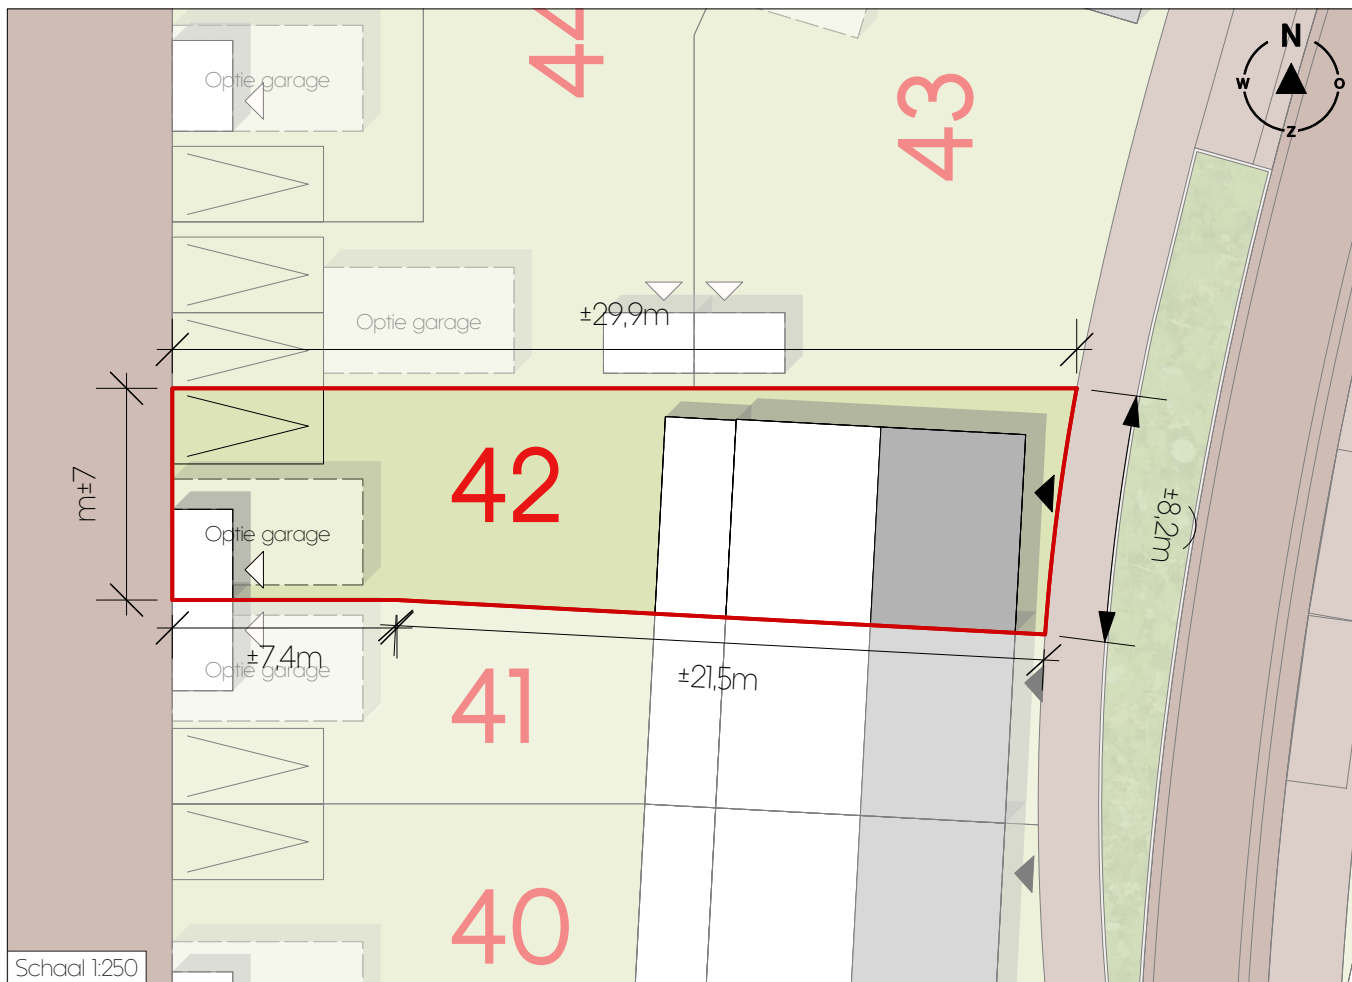 44
Optie garage
43
N
W
O
Z
Optie garage
±29,9m
m±7
42
Optie garage
±8,2m
±7,4m
Optie garage
41
±21,5m
40
Schaal 1:250